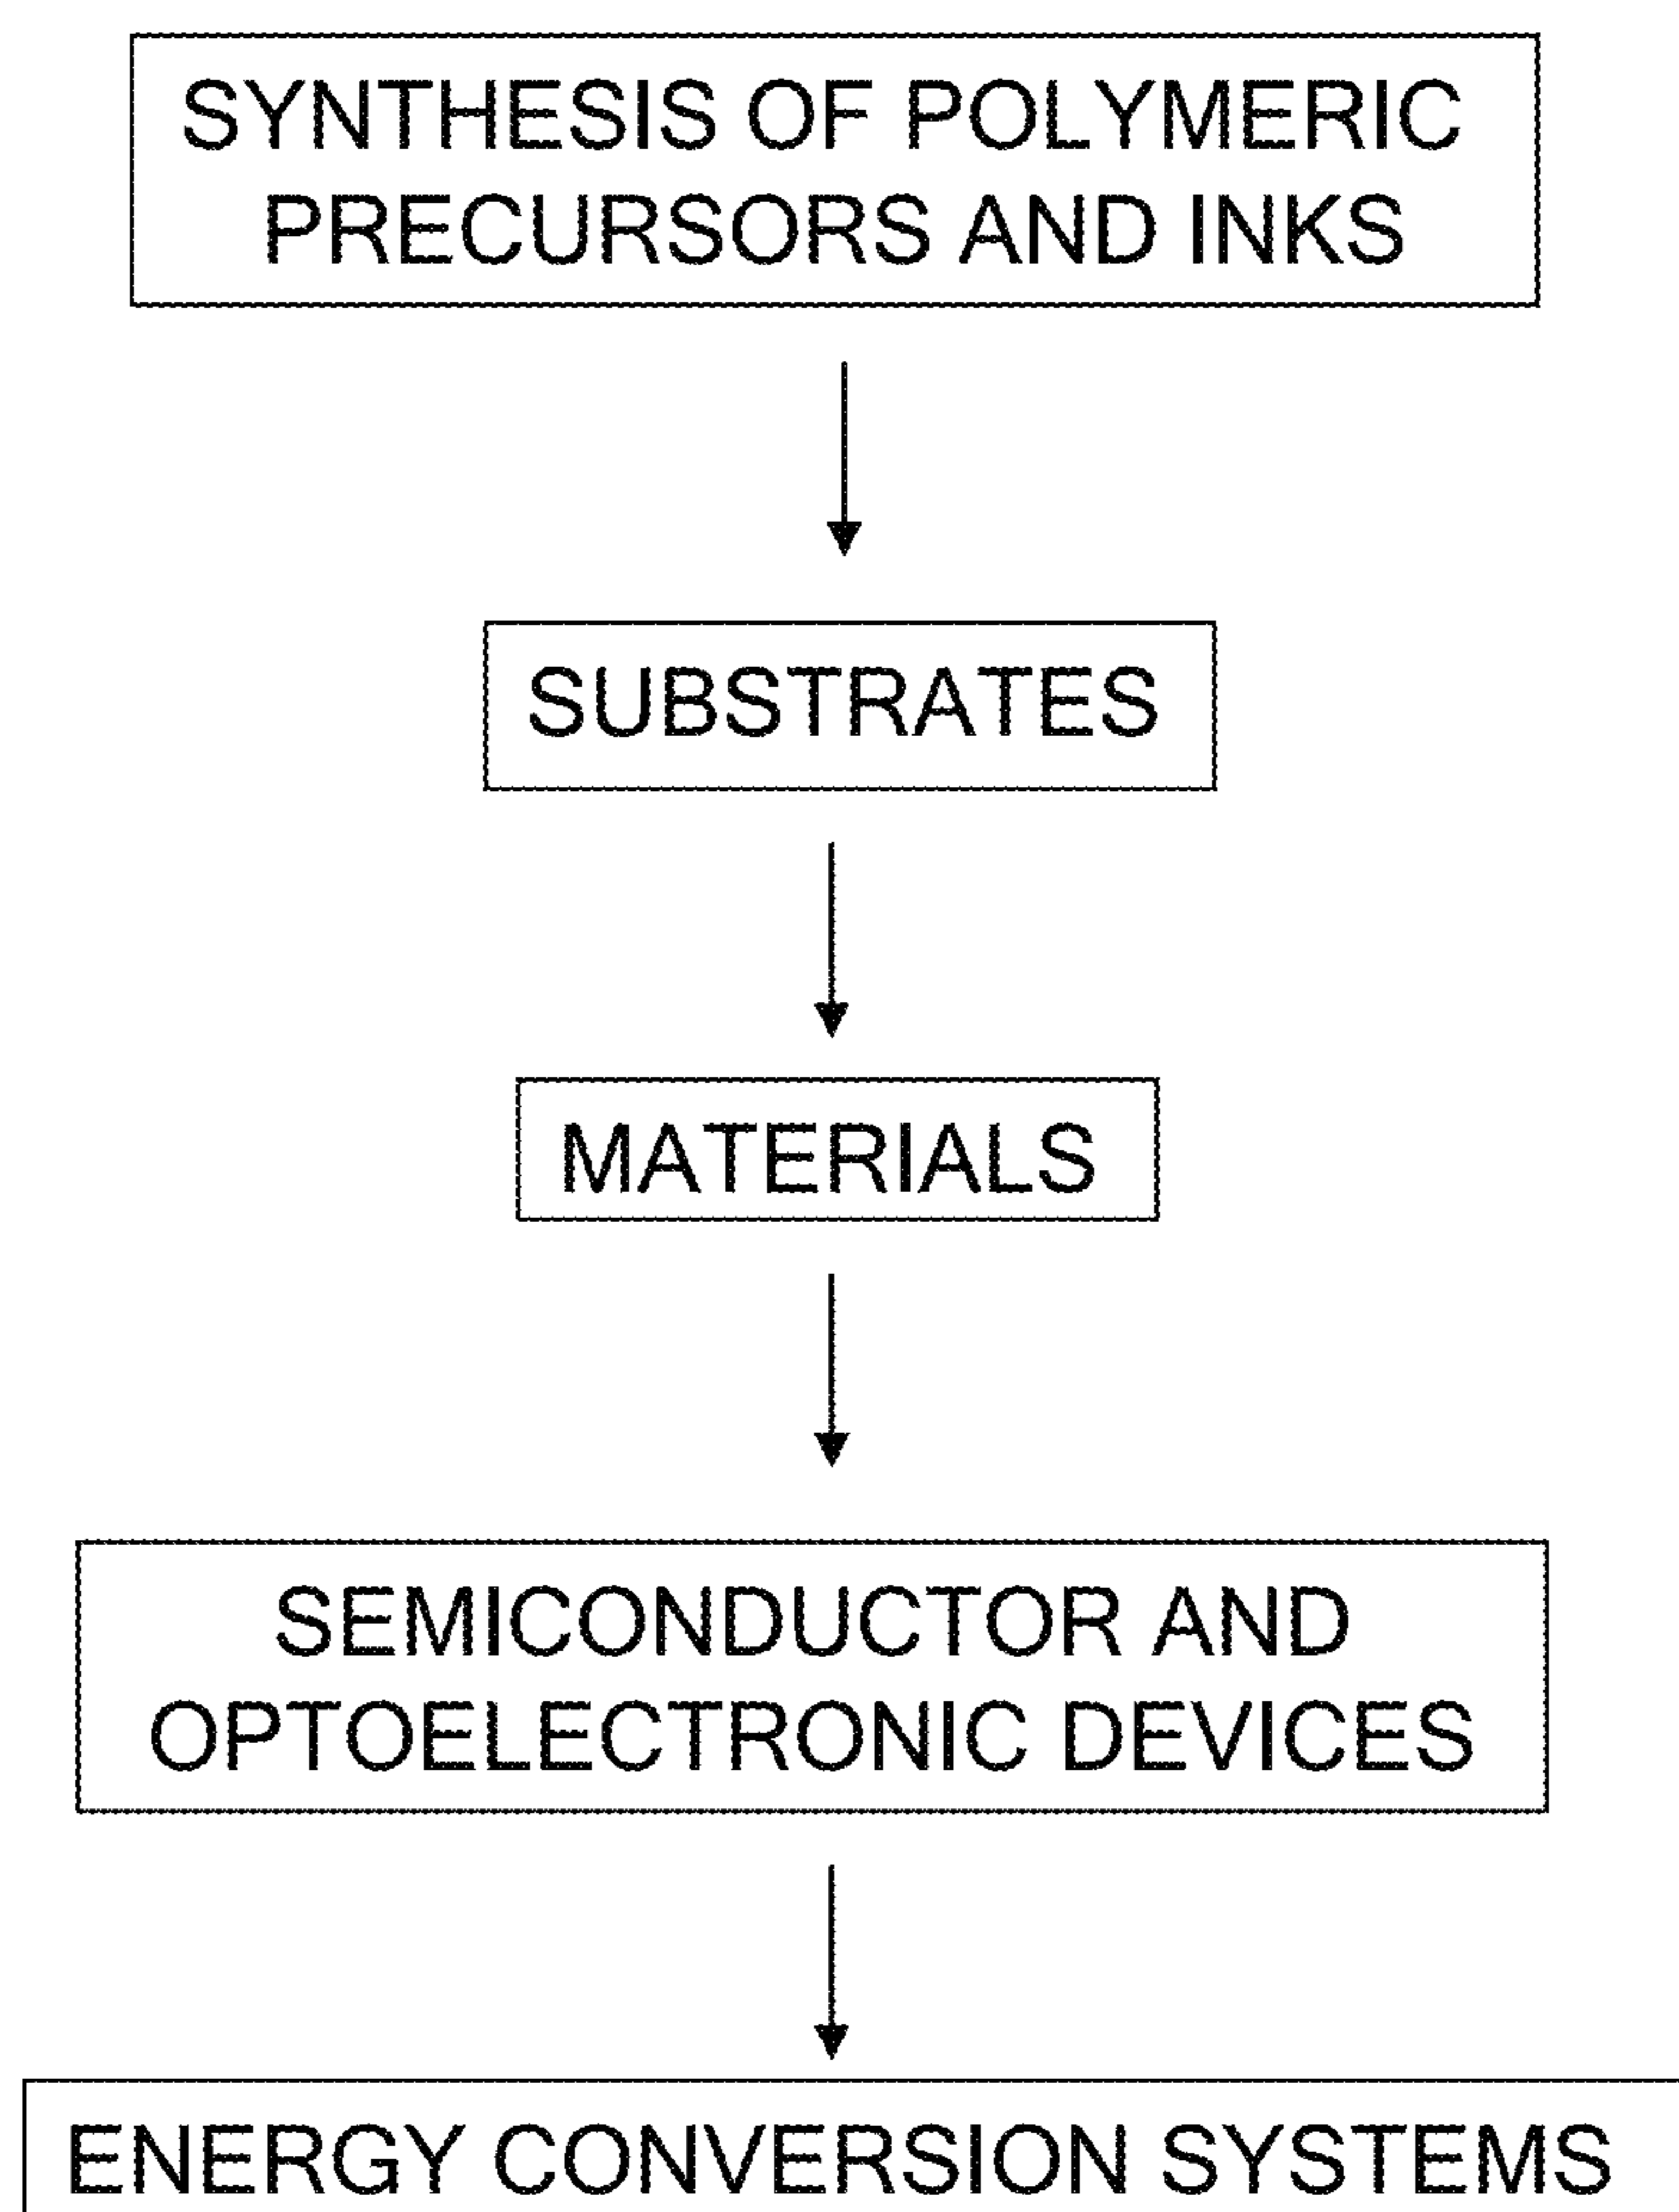 SYNTHESIS OF POLYMERIC
PRECURSORS AND INKS
SUBSTRATES
MATERIALS
SEMICONDUCTOR AND
OPTOELECTRONIC DEVICES
ENERGY CONVERSION SYSTEMS